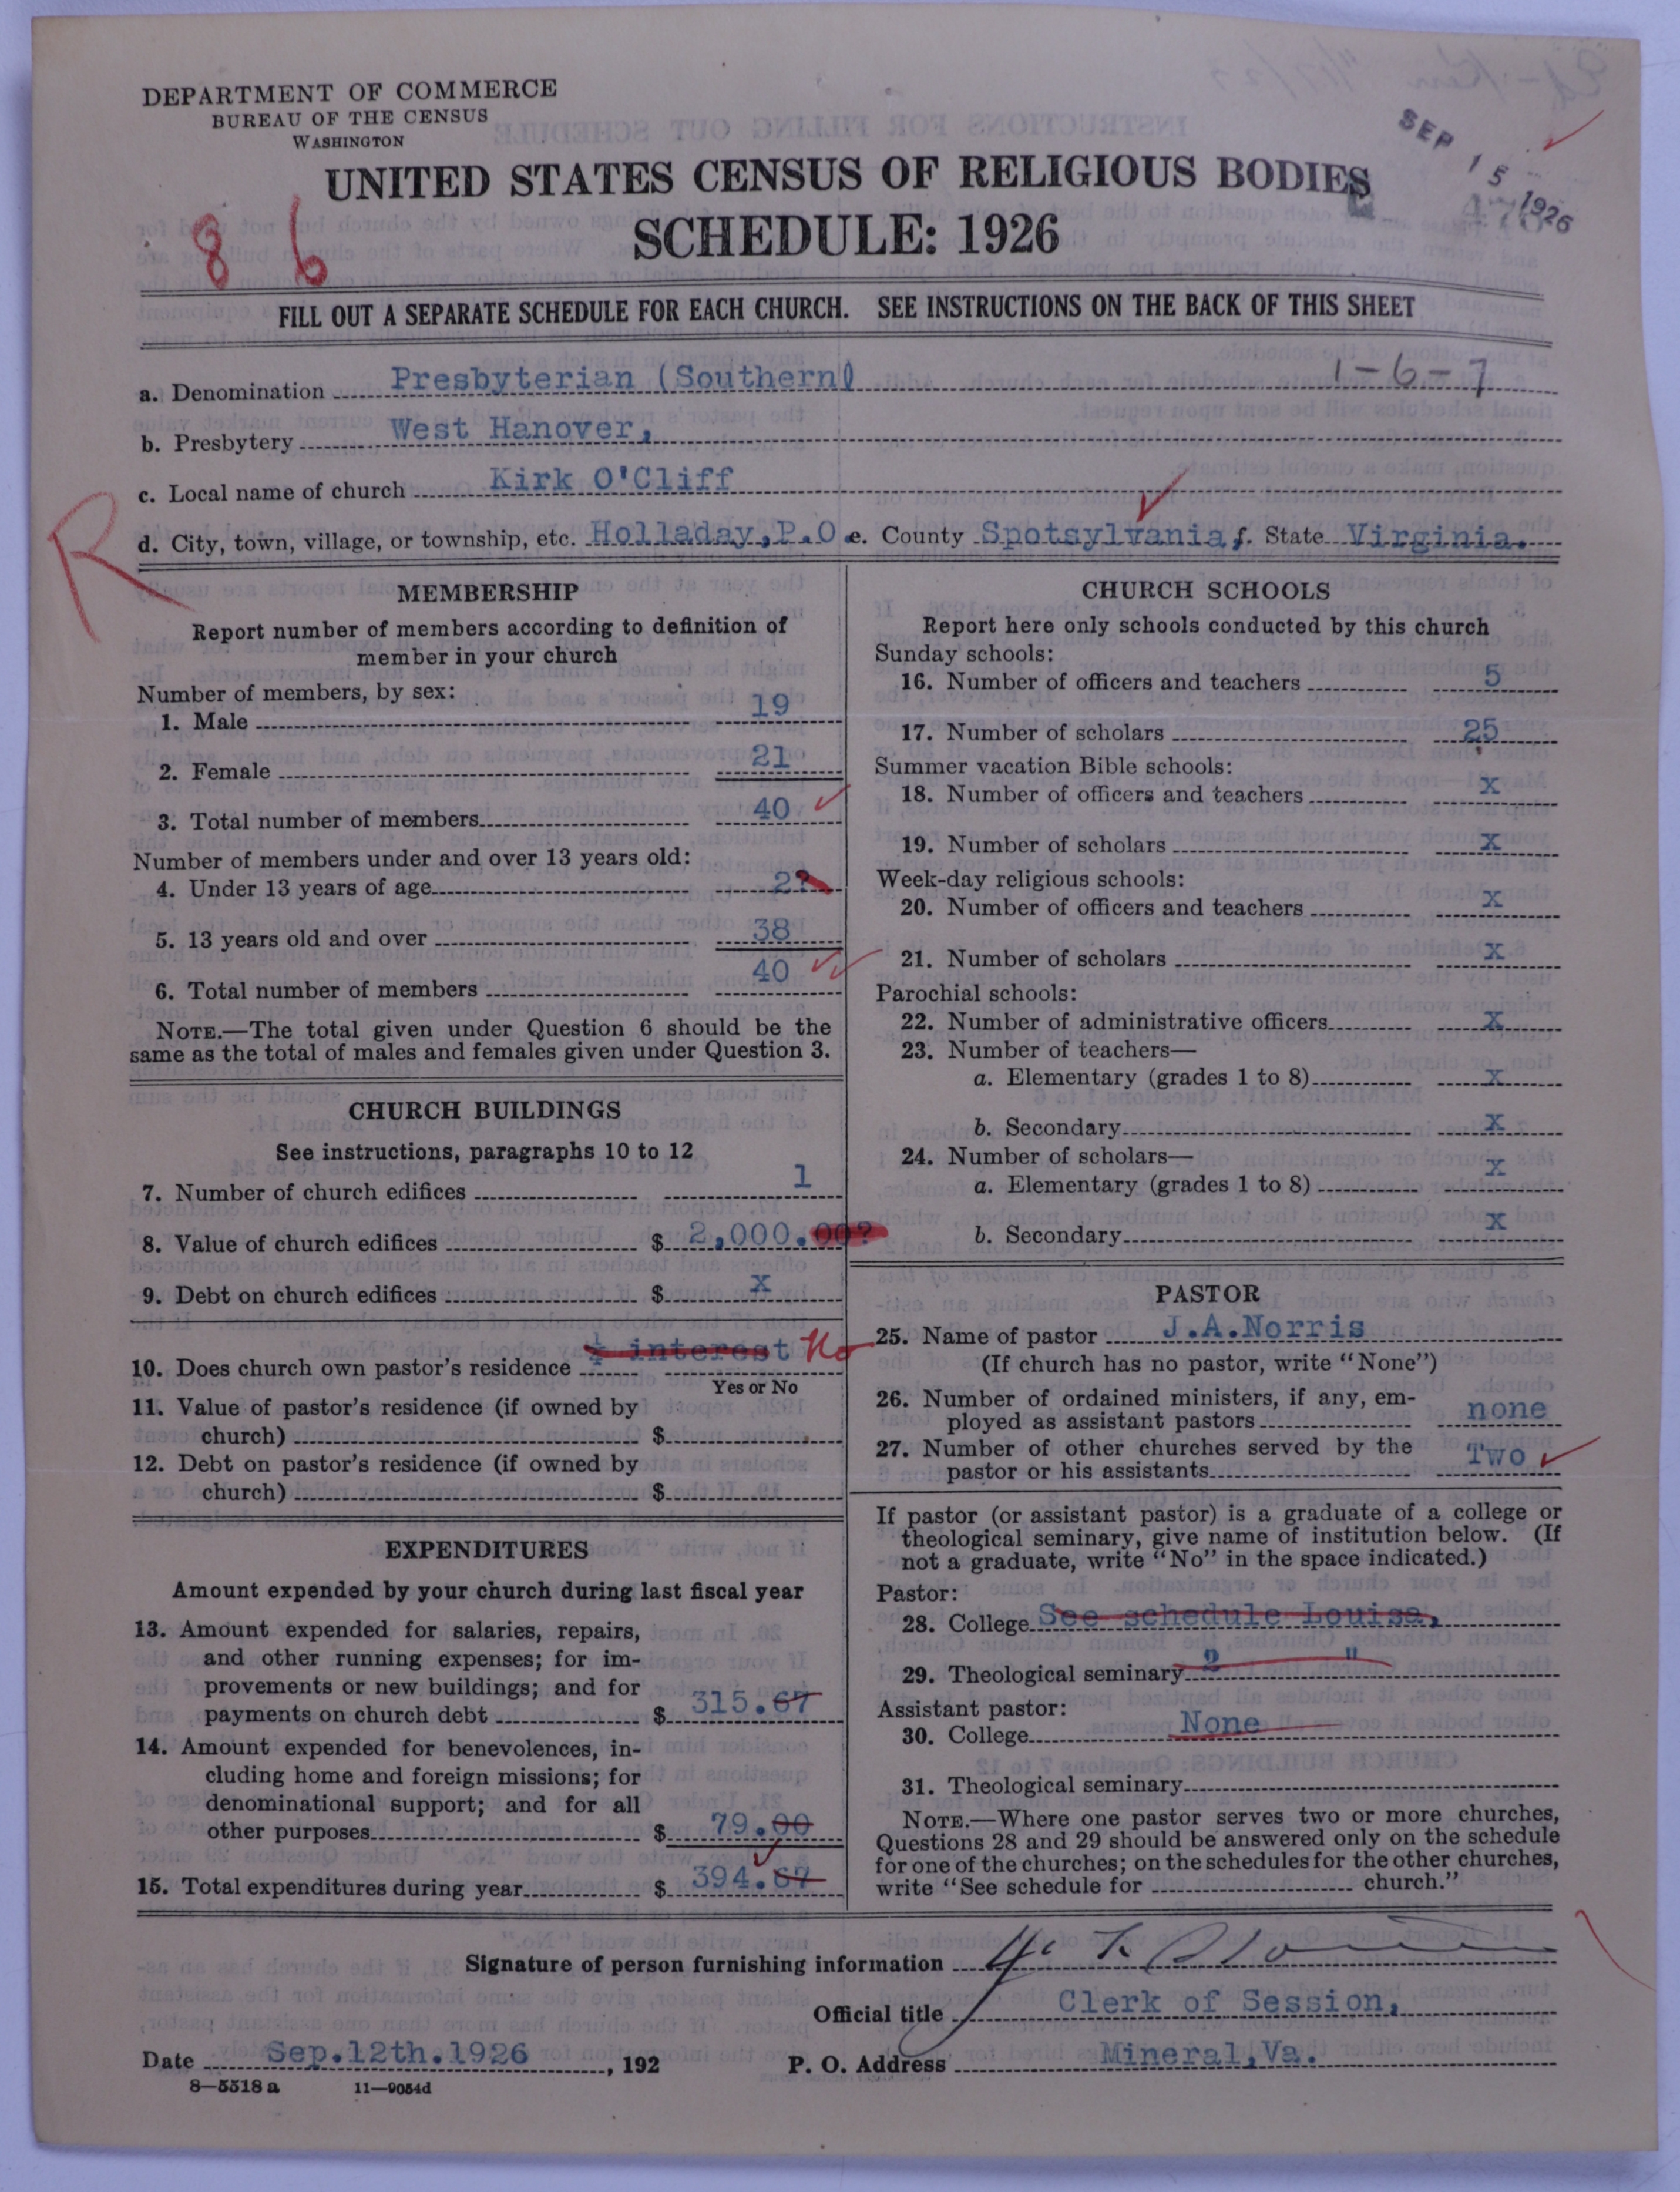 DEPARTMENT OF COMMERCE
BUREAU OF THE CENSUS
WASHINGTON
UNITED STATES CENSUS OF RELIGIOUS BODIES
SCHEDULE: 1926
SEP 15 1926
8 6
FILL OUT A SEPARATE SCHEDULE FOR EACH CHURCH. SEE INSTRUCTIONS ON THE BACK OF THIS SHEET
a. Denomination Presbyterian (Southern) 1-6-7
b. Presbytery West Hanover,
c. Local name of church Kirk O'Cliff
R
d. City, town, village, or township, etc. Holladay,P.O. e. County Spotsylvania, f. State Virginia.
MEMBERSHIP
Report number of members according to definition of
member in your church
Number of members, by sex:
1. Male 19
2. Female 21
3. Total number of members 40
Number of members under and over 13 years old:
4. Under 13 years of age 2?
5. 13 years old and over 38
6. Total number of members 40
NOTE.—The total given under Question 6 should be the
same as the total of males and females given under Question 3.
CHURCH BUILDINGS
See instructions, paragraphs 10 to 12
7. Number of church edifices 1
8. Value of church edifices $ 2,000.00?
9. Debt on church edifices $ x
10. Does church own pastor's residence interest No
Yes or No
11. Value of pastor's residence (if owned by
church) $
12. Debt on pastor's residence (if owned by
church) $
EXPENDITURES
Amount expended by your church during last fiscal year
13. Amount expended for salaries, repairs,
and other running expenses; for im-
provements or new buildings; and for
payments on church debt $ 315.67
14. Amount expended for benevolences, in-
cluding home and foreign missions; for
denominational support; and for all
other purposes $ 79.00
15. Total expenditures during year $ 394.67
CHURCH SCHOOLS
Report here only schools conducted by this church
Sunday schools:
16. Number of officers and teachers 5
17. Number of scholars 25
Summer vacation Bible schools:
18. Number of officers and teachers x
19. Number of scholars x
Week-day religious schools:
20. Number of officers and teachers x
21. Number of scholars x
Parochial schools:
22. Number of administrative officers x
23. Number of teachers—
a. Elementary (grades 1 to 8) x
b. Secondary x
24. Number of scholars—
a. Elementary (grades 1 to 8) x
b. Secondary x
PASTOR
25. Name of pastor J.A.Norris
(If church has no pastor, write "None")
26. Number of ordained ministers, if any, em-
ployed as assistant pastors none
27. Number of other churches served by the
pastor or his assistants Two
If pastor (or assistant pastor) is a graduate of a college or
theological seminary, give name of institution below. (If
not a graduate, write "No" in the space indicated.)
Pastor:
28. College See schedule Louisa,
29. Theological seminary " "
Assistant pastor:
30. College None
31. Theological seminary
NOTE.—Where one pastor serves two or more churches,
Questions 28 and 29 should be answered only on the schedule
for one of the churches; on the schedules for the other churches,
write "See schedule for church."
Signature of person furnishing information
Official title Clerk of Session,
Date Sep.12th.1926, 192 P. O. Address Mineral,Va.
8—5518 a 11—9054d